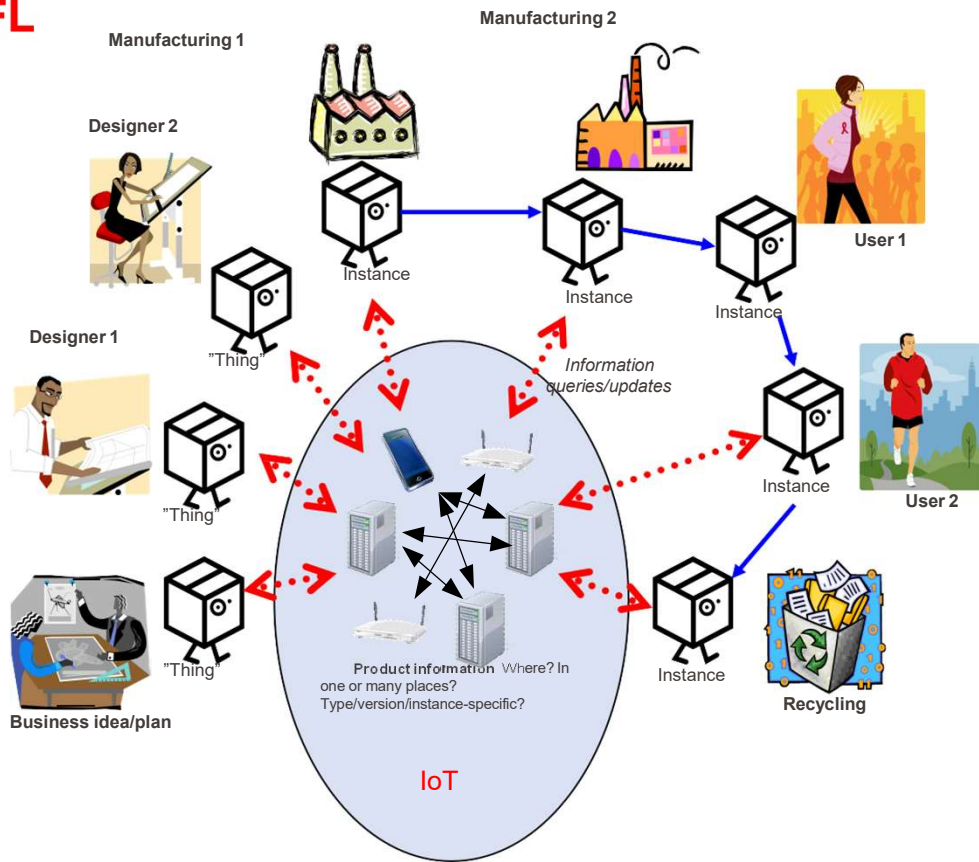 FL
Manufacturing 2
Manufacturing 1
Designer 2
User 1
Instance
Instance
Instance
Designer 1
"Thing"
Information
queries/updates
"Thing"
Instance
User 2
"Thing"
Product information Where? In
one or many places?
Type/version/instance-specific?
Instance
Recycling
Business idea/plan
IoT